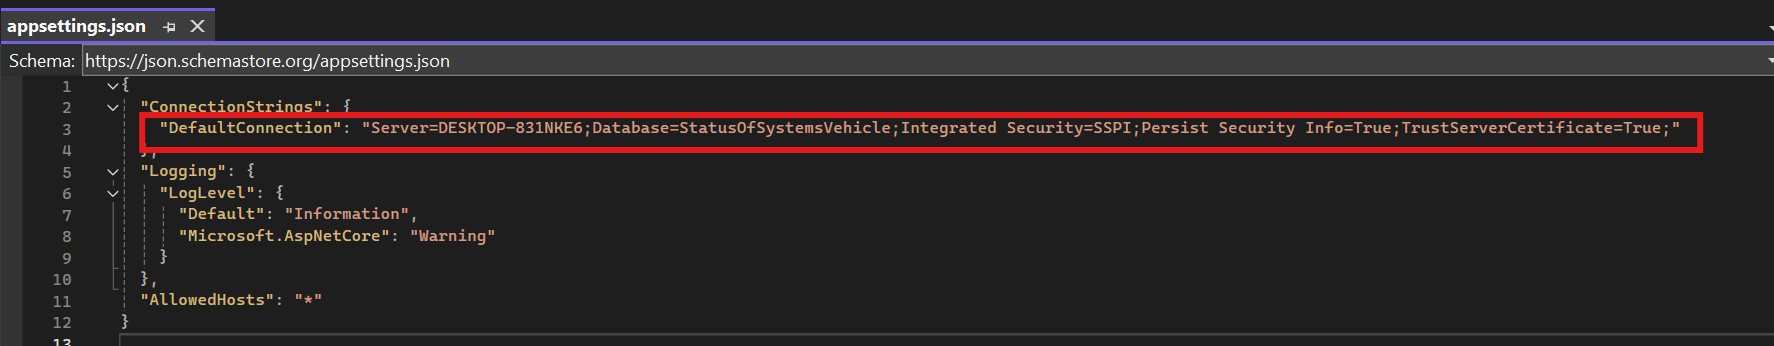 appsettings.json
Schema: https://json.schemastore.org/appsettings.json
1 {
2 "ConnectionStrings": {
3 "DefaultConnection": "Server=DESKTOP-831NKE6;Database=StatusOfSystemsVehicle;Integrated Security=SSPI;Persist Security Info=True;TrustServerCertificate=True;"
4 },
5 "Logging": {
6 "LogLevel": {
7 "Default": "Information",
8 "Microsoft.AspNetCore": "Warning"
9 }
10 },
11 "AllowedHosts": "*"
12 }
13